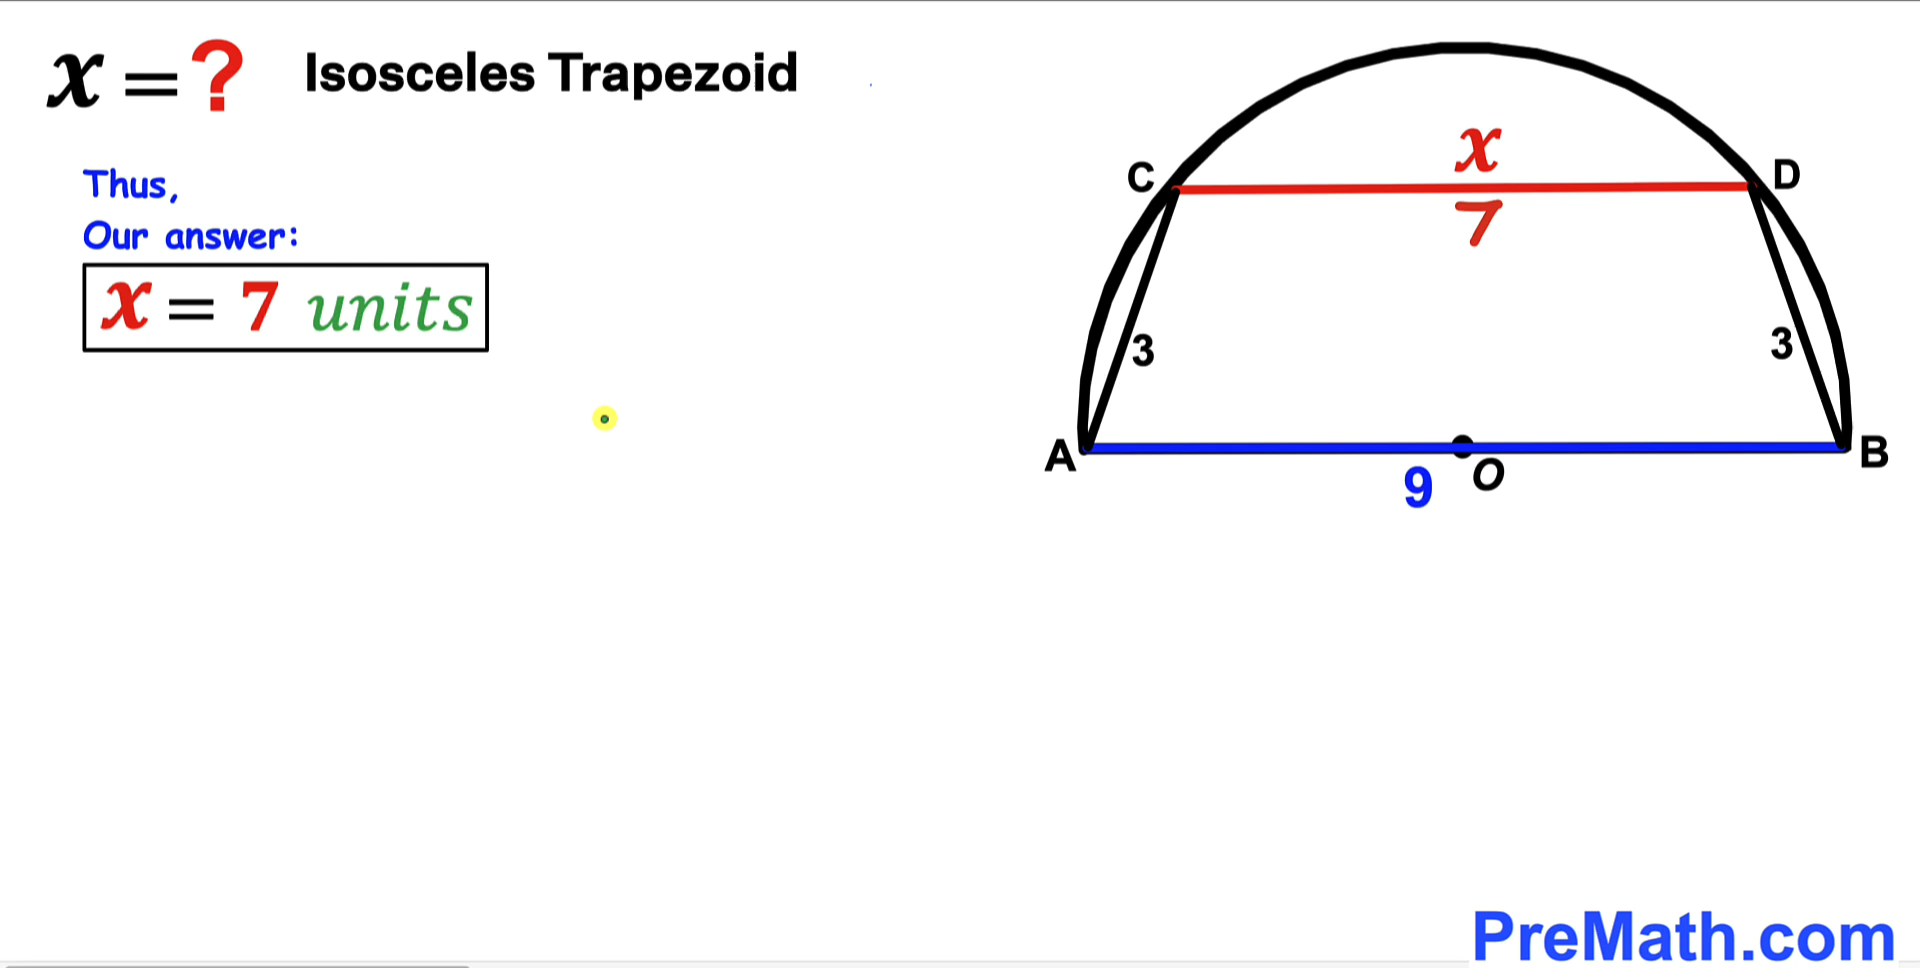 x = ? Isosceles Trapezoid
Thus,
Our answer:
x = 7 units
C
x
D
7
3
3
A
B
9
O
PreMath.com